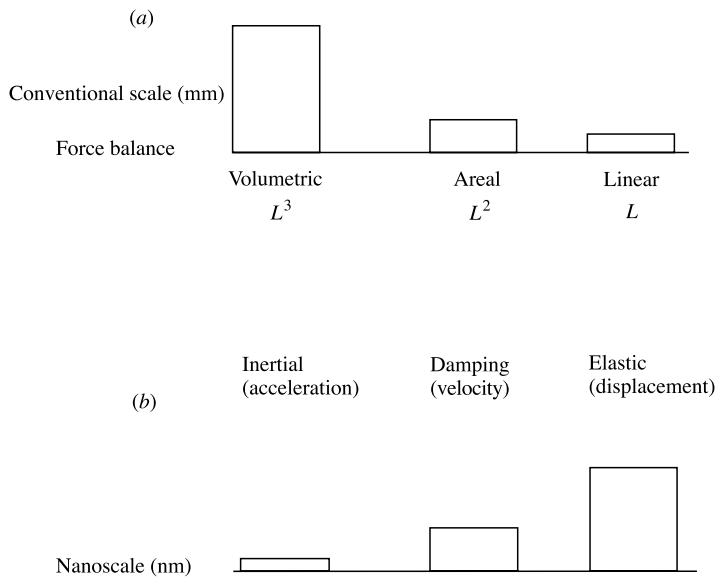 (a)
Conventional scale (mm)
Force balance
Volumetric Areal Linear
L³ L² L
Inertial Damping Elastic
(acceleration) (velocity) (displacement)
(b)
Nanoscale (nm)